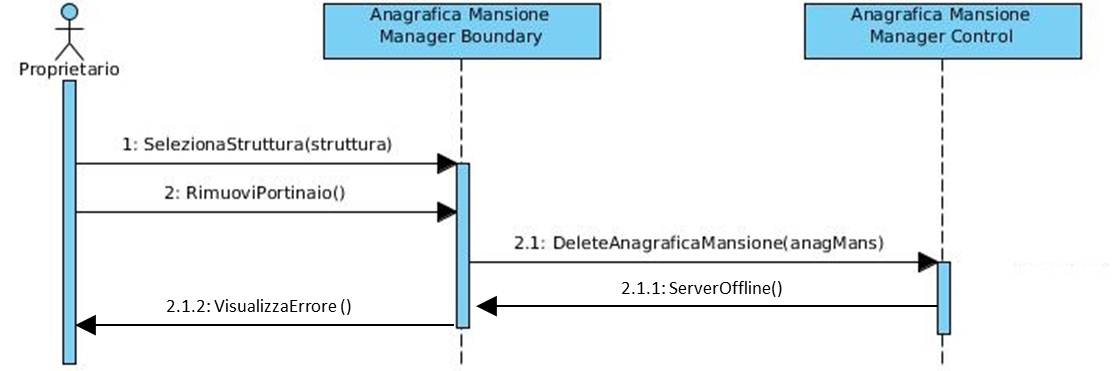 Anagrafica Mansione
Manager Boundary
Anagrafica Mansione
Manager Control
Proprietario
1: SelezionaStruttura(struttura)
2: RimuoviPortinaio()
2.1: DeleteAnagraficaMansione(anagMans)
2.1.1: ServerOffline()
2.1.2: VisualizzaErrore ()